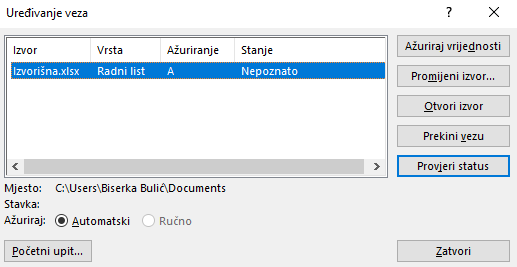 Uređivanje veza
? ×
Izvor Vrsta Ažuriranje Stanje
Izvorišna.xlsx Radni list A Nepoznato
Ažuriraj vrijednosti
Promijeni izvor...
Otvori izvor
Prekini vezu
Provjeri status
Mjesto: C:\Users\Biserka Bulić\Documents
Stavka:
Ažuriraj: Automatski Ručno
Početni upit...
Zatvori